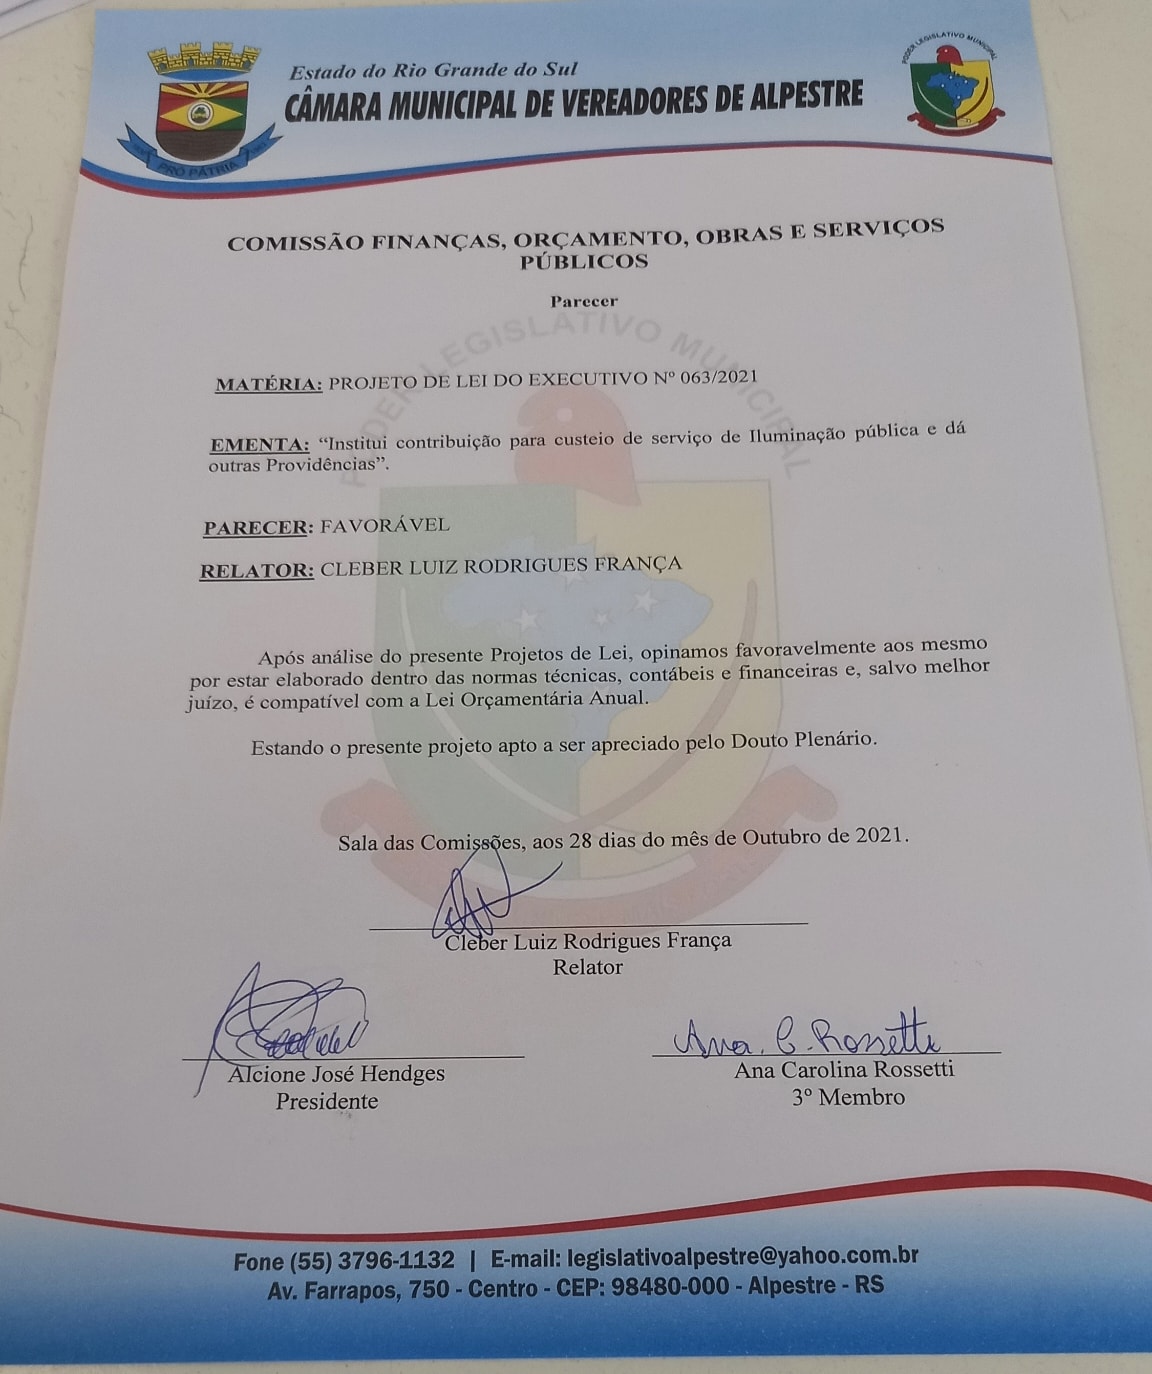 Estado do Rio Grande do Sul
CÂMARA MUNICIPAL DE VEREADORES DE ALPESTRE
PODER LEGISLATIVO MUNICIPAL
PRÓ PÁTRIA
COMISSÃO FINANÇAS, ORÇAMENTO, OBRAS E SERVIÇOS
PÚBLICOS
Parecer
PODER LEGISLATIVO MUNICIPAL
MATÉRIA: PROJETO DE LEI DO EXECUTIVO Nº 063/2021
EMENTA: “Institui contribuição para custeio de serviço de Iluminação pública e dá
outras Providências”.
PARECER: FAVORÁVEL
RELATOR: CLEBER LUIZ RODRIGUES FRANÇA
Após análise do presente Projetos de Lei, opinamos favoravelmente aos mesmo
por estar elaborado dentro das normas técnicas, contábeis e financeiras e, salvo melhor
juízo, é compatível com a Lei Orçamentária Anual.
Estando o presente projeto apto a ser apreciado pelo Douto Plenário.
Sala das Comissões, aos 28 dias do mês de Outubro de 2021.
Cleber Luiz Rodrigues França
Relator
Alcione José Hendges
Presidente
Ana. C. Rossetti
Ana Carolina Rossetti
3º Membro
Fone (55) 3796-1132 | E-mail: legislativoalpestre@yahoo.com.br
Av. Farrapos, 750 - Centro - CEP: 98480-000 - Alpestre - RS